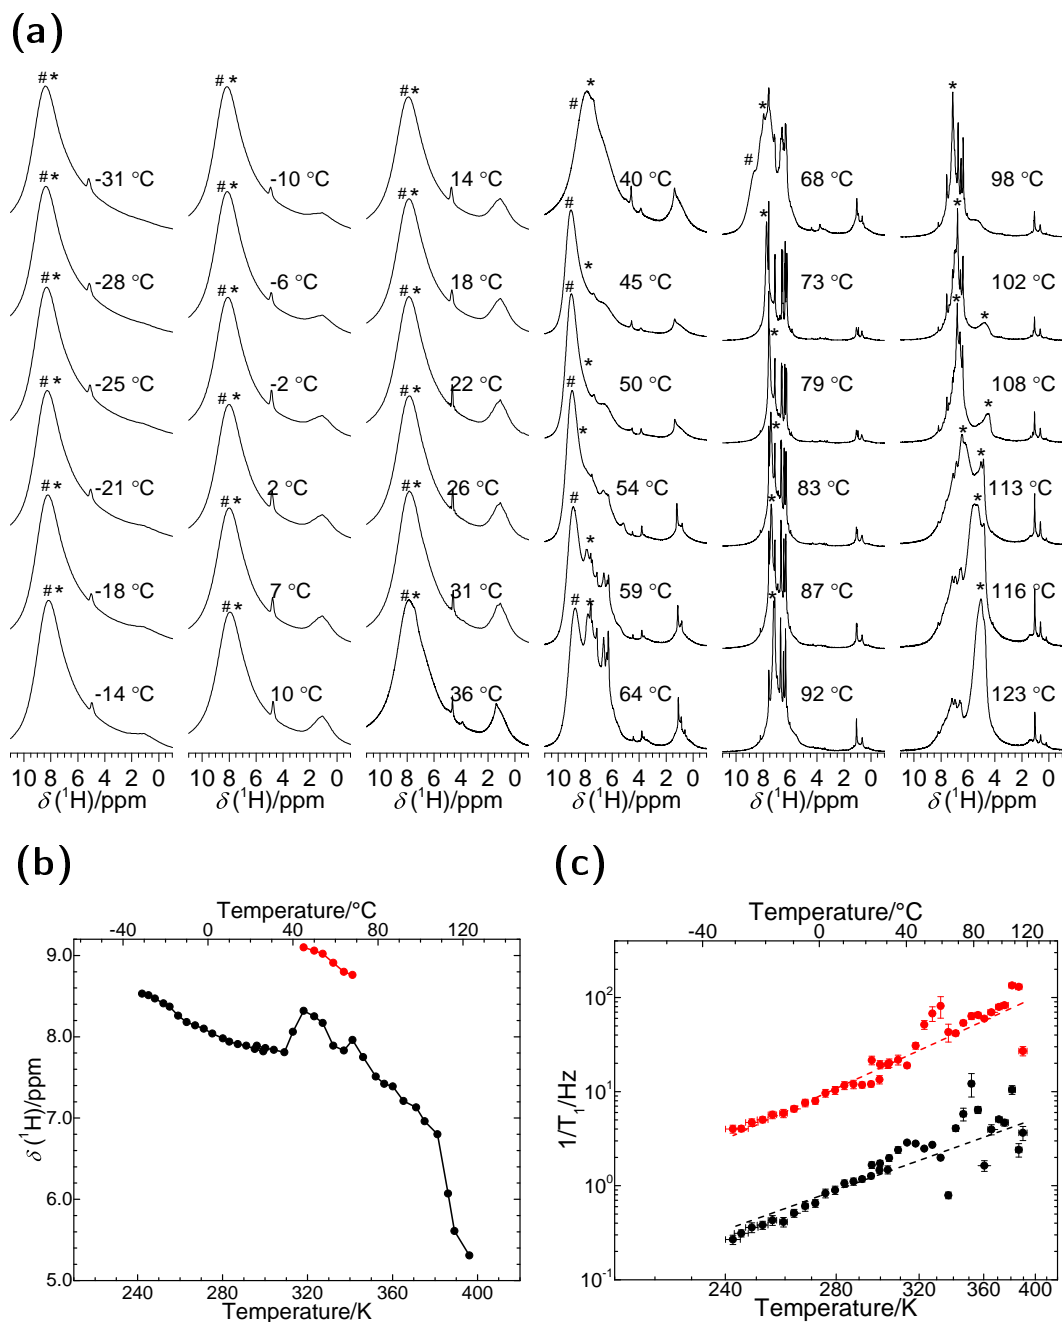 (a)
#* #* #* # * # * *
-31 °C -10 °C 14 °C 40 °C 68 °C 98 °C
#* #* #* # * * * *
-28 °C -6 °C 18 °C 45 °C 73 °C 102 °C
#* #* #* # * * * *
-25 °C -2 °C 22 °C 50 °C 79 °C 108 °C
#* #* #* # * * * *
-21 °C 2 °C 26 °C 54 °C 83 °C 113 °C
#* #* #* # * * *
-18 °C 7 °C 31 °C 59 °C 87 °C 116 °C
#* #* #* # * * *
-14 °C 10 °C 36 °C 64 °C 92 °C 123 °C
10 8 6 4 2 0 10 8 6 4 2 0 10 8 6 4 2 0 10 8 6 4 2 0 10 8 6 4 2 0 10 8 6 4 2 0
δ (¹H)/ppm δ (¹H)/ppm δ (¹H)/ppm δ (¹H)/ppm δ (¹H)/ppm δ (¹H)/ppm
(b)
Temperature/°C
-40 0 40 80 120
9.0
8.0
7.0
6.0
5.0
δ (¹H)/ppm
240 280 320 360 400
Temperature/K
(c)
Temperature/°C
-40 0 40 80 120
10²
10¹
10⁰
10⁻¹
1/T₁/Hz
240 280 320 360 400
Temperature/K